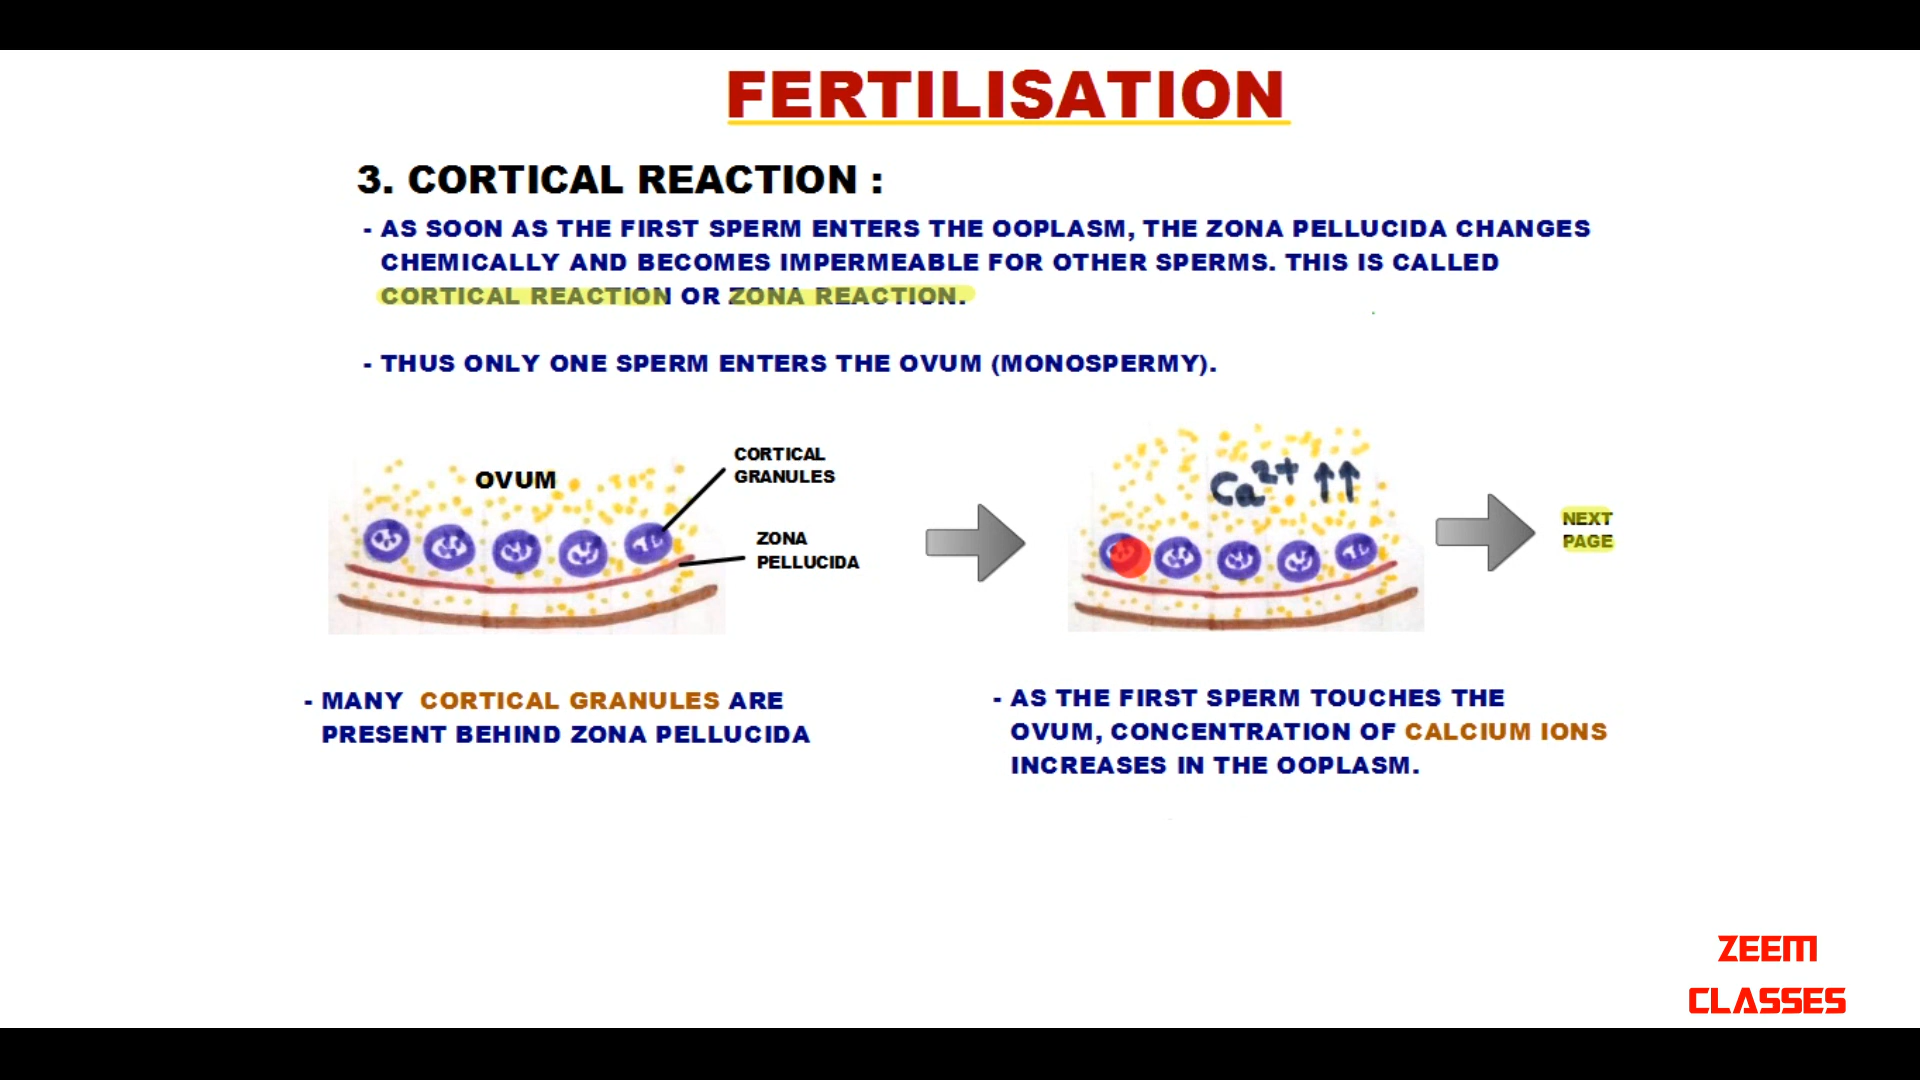 FERTILISATION
3. CORTICAL REACTION :
- AS SOON AS THE FIRST SPERM ENTERS THE OOPLASM, THE ZONA PELLUCIDA CHANGES
CHEMICALLY AND BECOMES IMPERMEABLE FOR OTHER SPERMS. THIS IS CALLED
CORTICAL REACTION OR ZONA REACTION.
- THUS ONLY ONE SPERM ENTERS THE OVUM (MONOSPERMY).
OVUM
CORTICAL
GRANULES
ZONA
PELLUCIDA
Ca2+ ↑↑
NEXT
PAGE
- MANY CORTICAL GRANULES ARE
PRESENT BEHIND ZONA PELLUCIDA
- AS THE FIRST SPERM TOUCHES THE
OVUM, CONCENTRATION OF CALCIUM IONS
INCREASES IN THE OOPLASM.
ZEEM
CLASSES